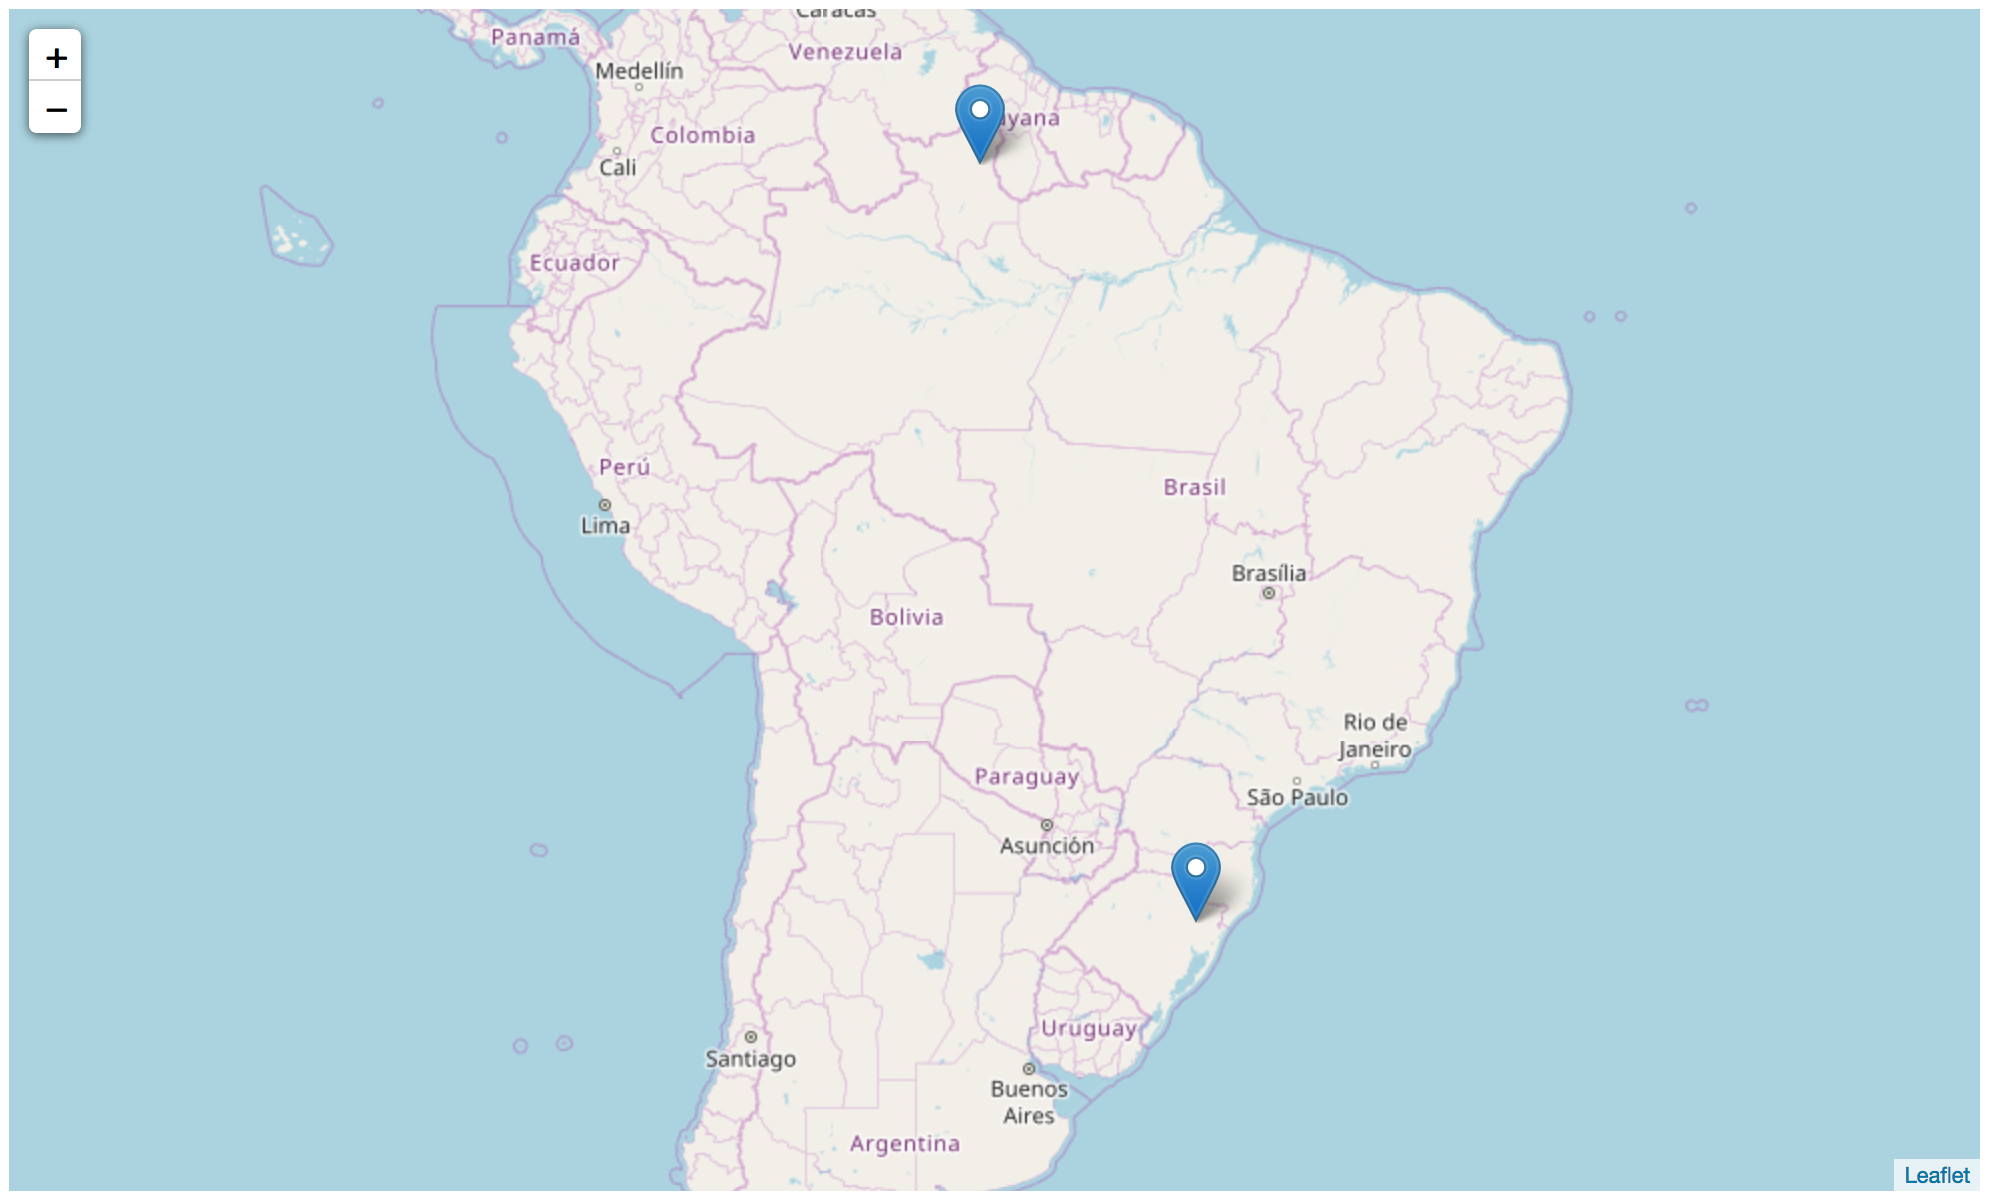 +
−
Caracas
Panamá
Venezuela
Medellín
yana
Colombia
Cali
Ecuador
Perú
Brasil
Lima
Brasília
Bolivia
Rio de
Janeiro
Paraguay
São Paulo
Asunción
Uruguay
Santiago
Buenos
Aires
Argentina
Leaflet